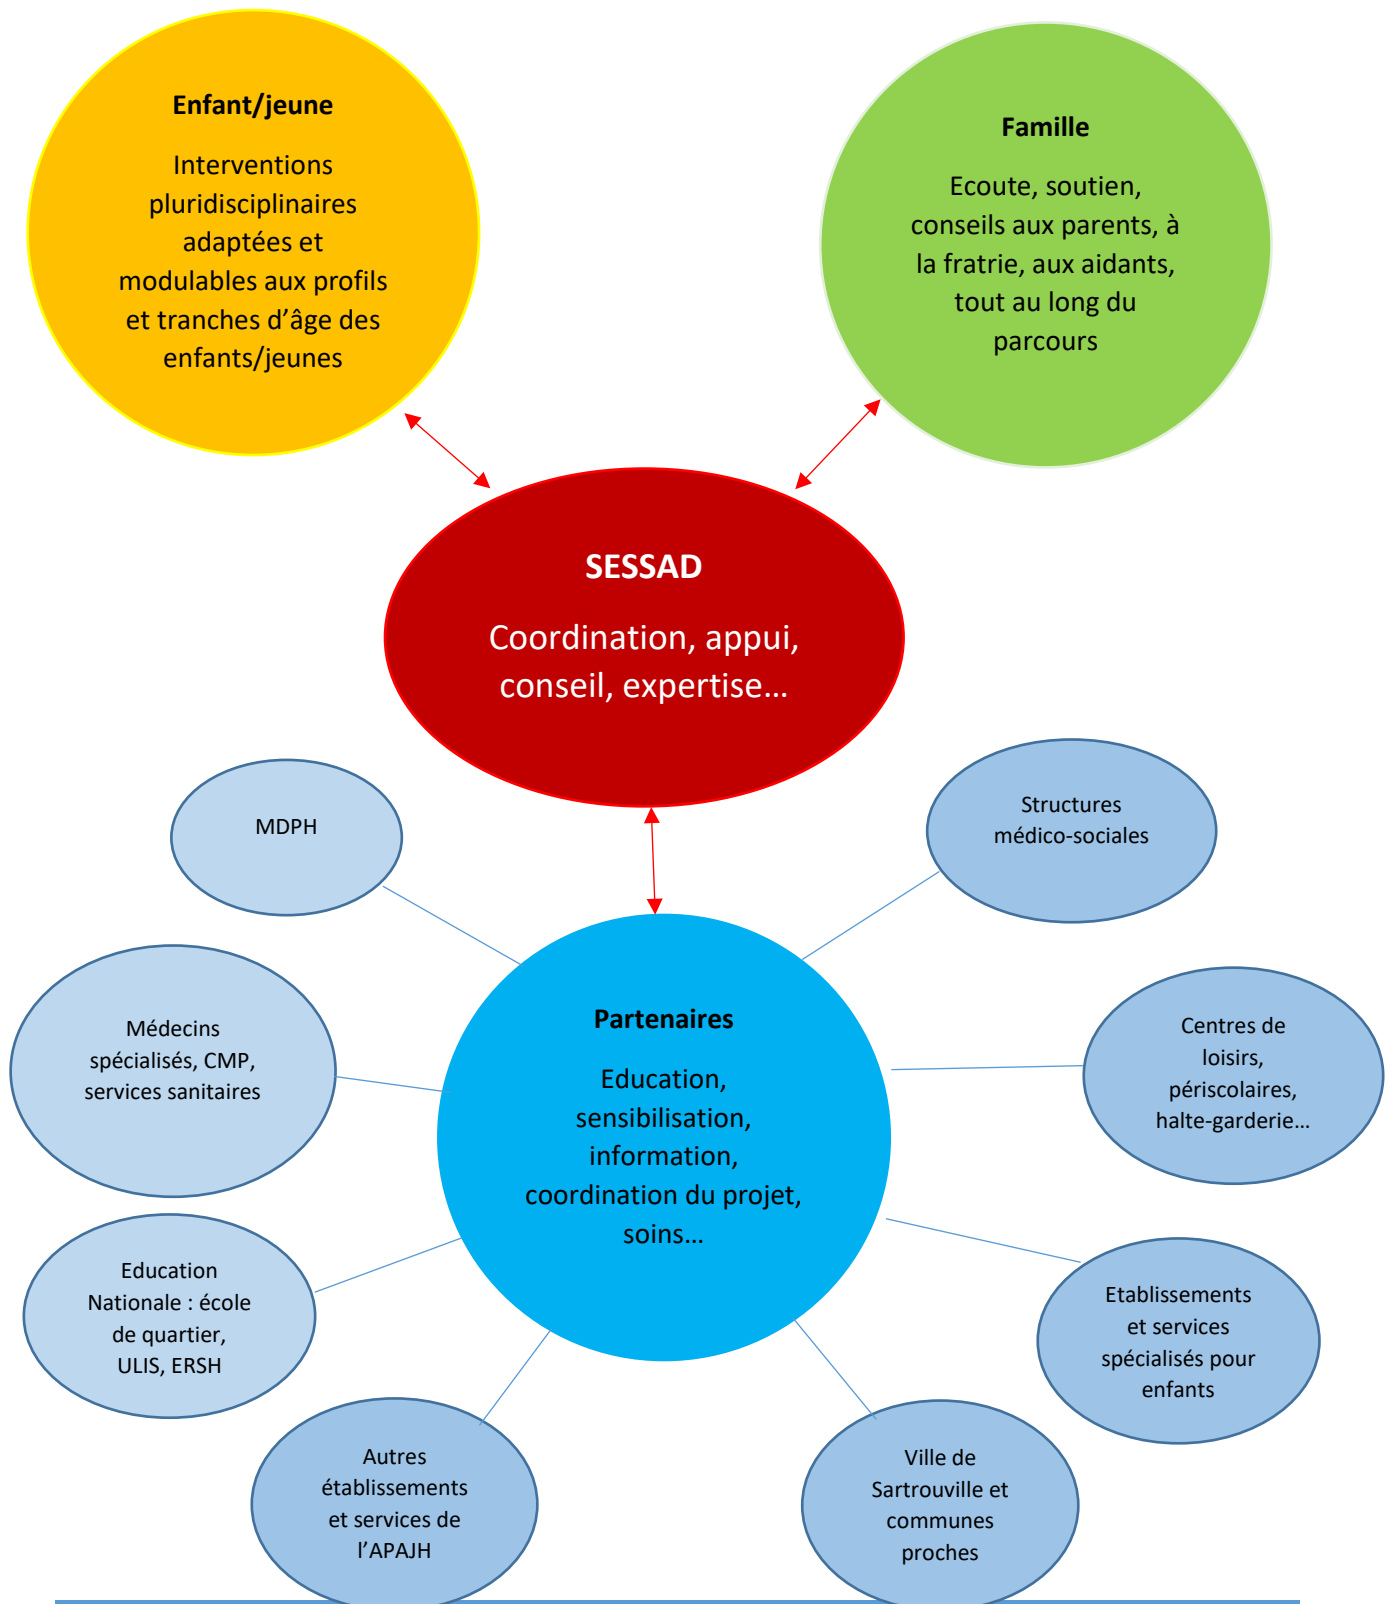 Enfant/jeune
Interventions
pluridisciplinaires
adaptées et
modulables aux profils
et tranches d’âge des
enfants/jeunes
Famille
Ecoute, soutien,
conseils aux parents, à
la fratrie, aux aidants,
tout au long du
parcours
SESSAD
Coordination, appui,
conseil, expertise…
MDPH
Structures
médico-sociales
Médecins
spécialisés, CMP,
services sanitaires
Partenaires
Education,
sensibilisation,
information,
coordination du projet,
soins…
Centres de
loisirs,
périscolaires,
halte-garderie…
Education
Nationale : école
de quartier,
ULIS, ERSH
Etablissements
et services
spécialisés pour
enfants
Autres
établissements
et services de
l’APAJH
Ville de
Sartrouville et
communes
proches